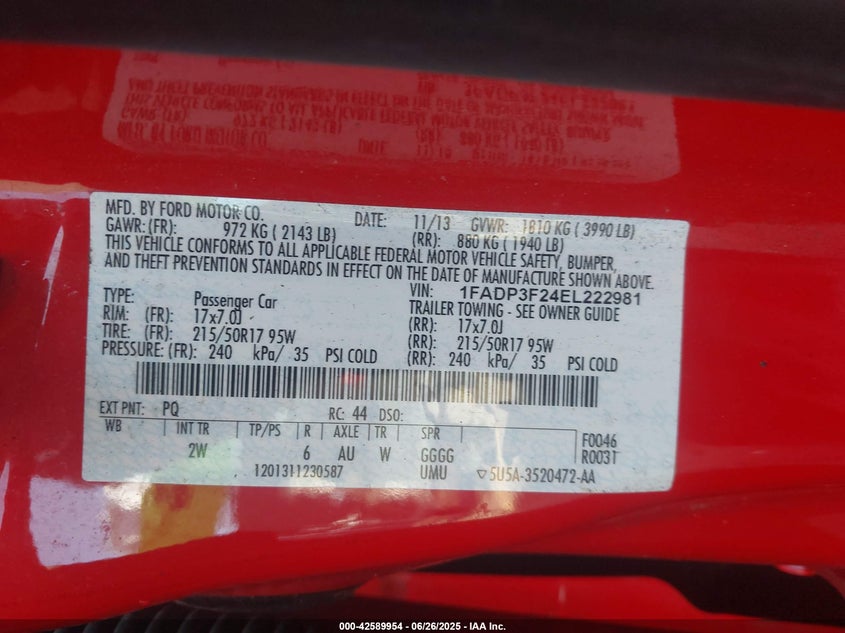 MFD. BY FORD MOTOR CO. DATE: 11/13 GVWR: 1810 KG ( 3990 LB)
GAWR: (FR): 972 KG ( 2143 LB) (RR): 880 KG ( 1940 LB)
THIS VEHICLE CONFORMS TO ALL APPLICABLE FEDERAL MOTOR VEHICLE SAFETY, BUMPER,
AND THEFT PREVENTION STANDARDS IN EFFECT ON THE DATE OF MANUFACTURE SHOWN ABOVE.
VIN: 1FADP3F24EL222981
TYPE: Passenger Car TRAILER TOWING - SEE OWNER GUIDE
RIM: (FR): 17x7.0J (RR): 17x7.0J
TIRE: (FR): 215/50R17 95W (RR): 215/50R17 95W
PRESSURE: (FR): 240 kPa/ 35 PSI COLD (RR): 240 kPa/ 35 PSI COLD
EXT PNT: PQ RC: 44 DSO:
WB INT TR TP/PS R AXLE TR SPR F0046
2W 6 AU W GGGG R0031
1201311230587 UMU 5U5A-3520472-AA
000-42589954 | 06/26/2025 - IAA Inc.